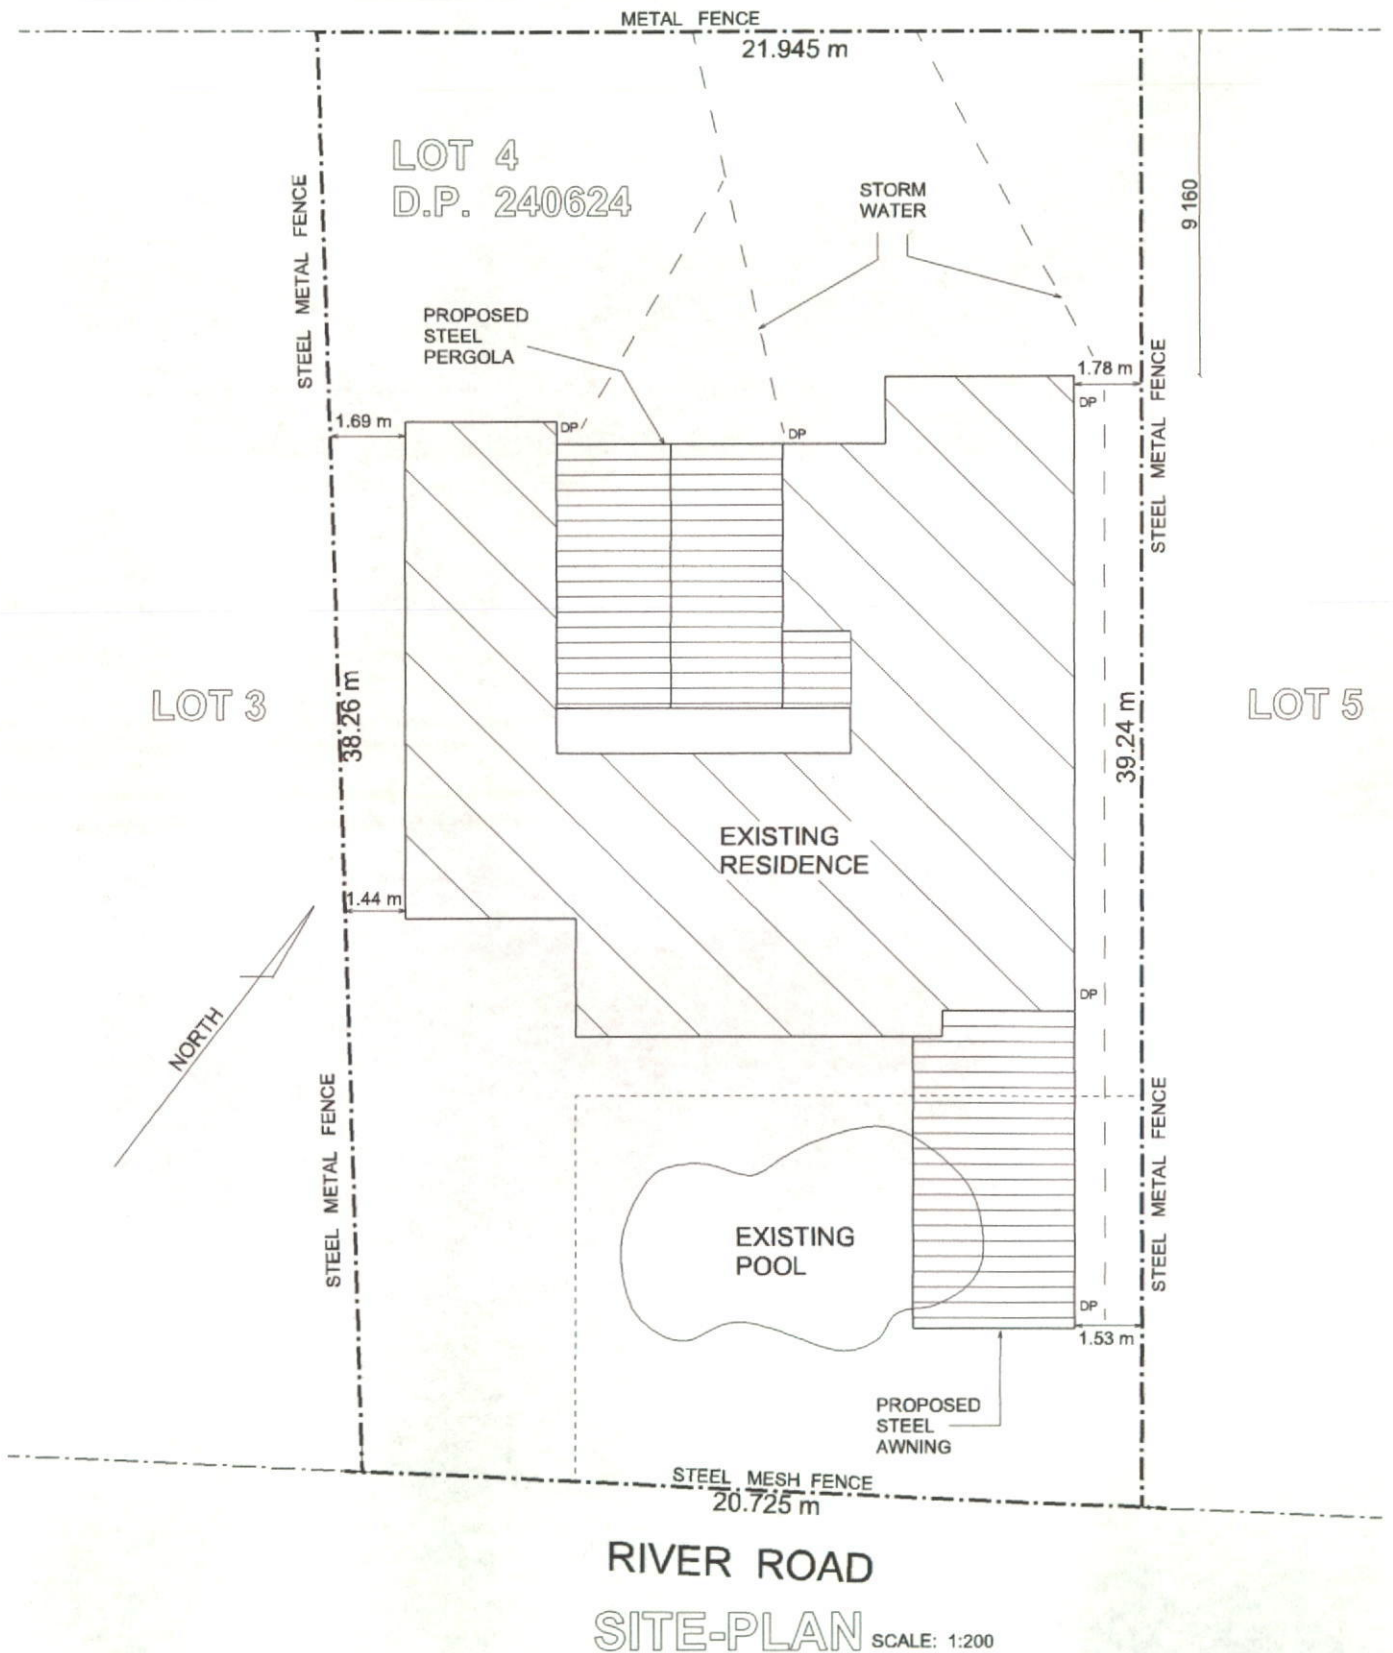 METAL FENCE
21.945 m
LOT 4
D.P. 240624
STORM
WATER
9 160
STEEL METAL FENCE
PROPOSED
STEEL
PERGOLA
1.78 m
STEEL METAL FENCE
DP
1.69 m
DP
DP
LOT 3
38.26 m
39.24 m
LOT 5
EXISTING
RESIDENCE
1.44 m
NORTH
DP
STEEL METAL FENCE
STEEL METAL FENCE
EXISTING
POOL
DP
1.53 m
PROPOSED
STEEL
AWNING
STEEL MESH FENCE
20.725 m
RIVER ROAD
SITE-PLAN SCALE: 1:200